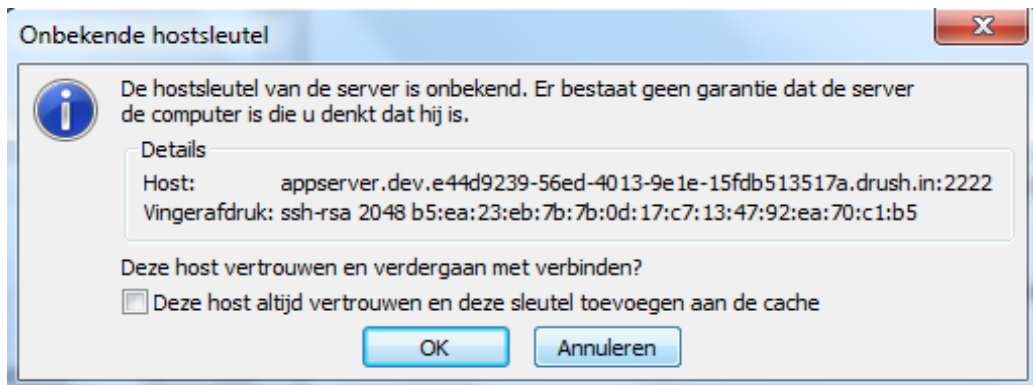 Onbekende hostsleutel
De hostsleutel van de server is onbekend. Er bestaat geen garantie dat de server
de computer is die u denkt dat hij is.
Details
Host: appserver.dev.e44d9239-56ed-4013-9e1e-15fdb513517a.drush.in:2222
Vingerafdruk: ssh-rsa 2048 b5:ea:23:eb:7b:7b:0d:17:c7:13:47:92:ea:70:c1:b5
Deze host vertrouwen en verdergaan met verbinden?
Deze host altijd vertrouwen en deze sleutel toevoegen aan de cache
OK Annuleren